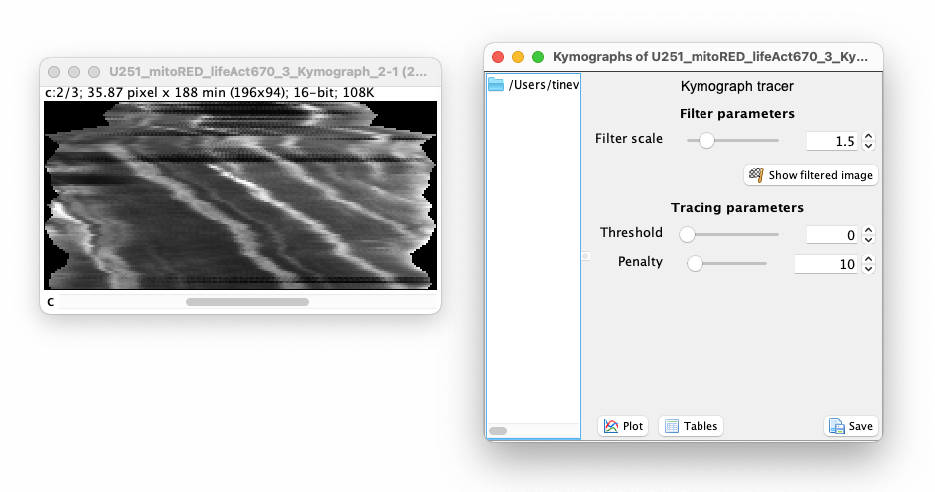 U251_mitoRED_lifeAct670_3_Kymograph_2-1 (2...
c:2/3; 35.87 pixel x 188 min (196x94); 16-bit; 108K
C
Kymographs of U251_mitoRED_lifeAct670_3_Ky...
/Users/tinev
Kymograph tracer
Filter parameters
Filter scale 1.5
Show filtered image
Tracing parameters
Threshold 0
Penalty 10
Plot Tables Save